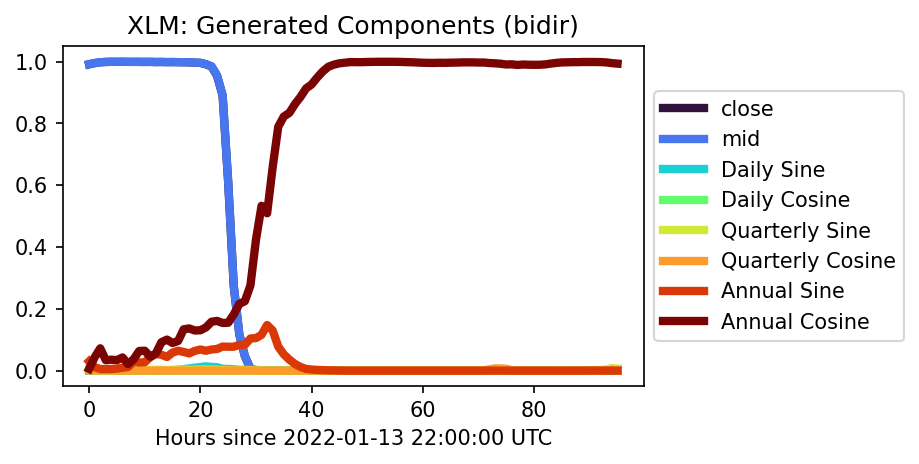 XLM: Generated Components (bidir)
1.0
0.8
0.6
0.4
0.2
0.0
0
20
40
60
80
Hours since 2022-01-13 22:00:00 UTC
close
mid
Daily Sine
Daily Cosine
Quarterly Sine
Quarterly Cosine
Annual Sine
Annual Cosine